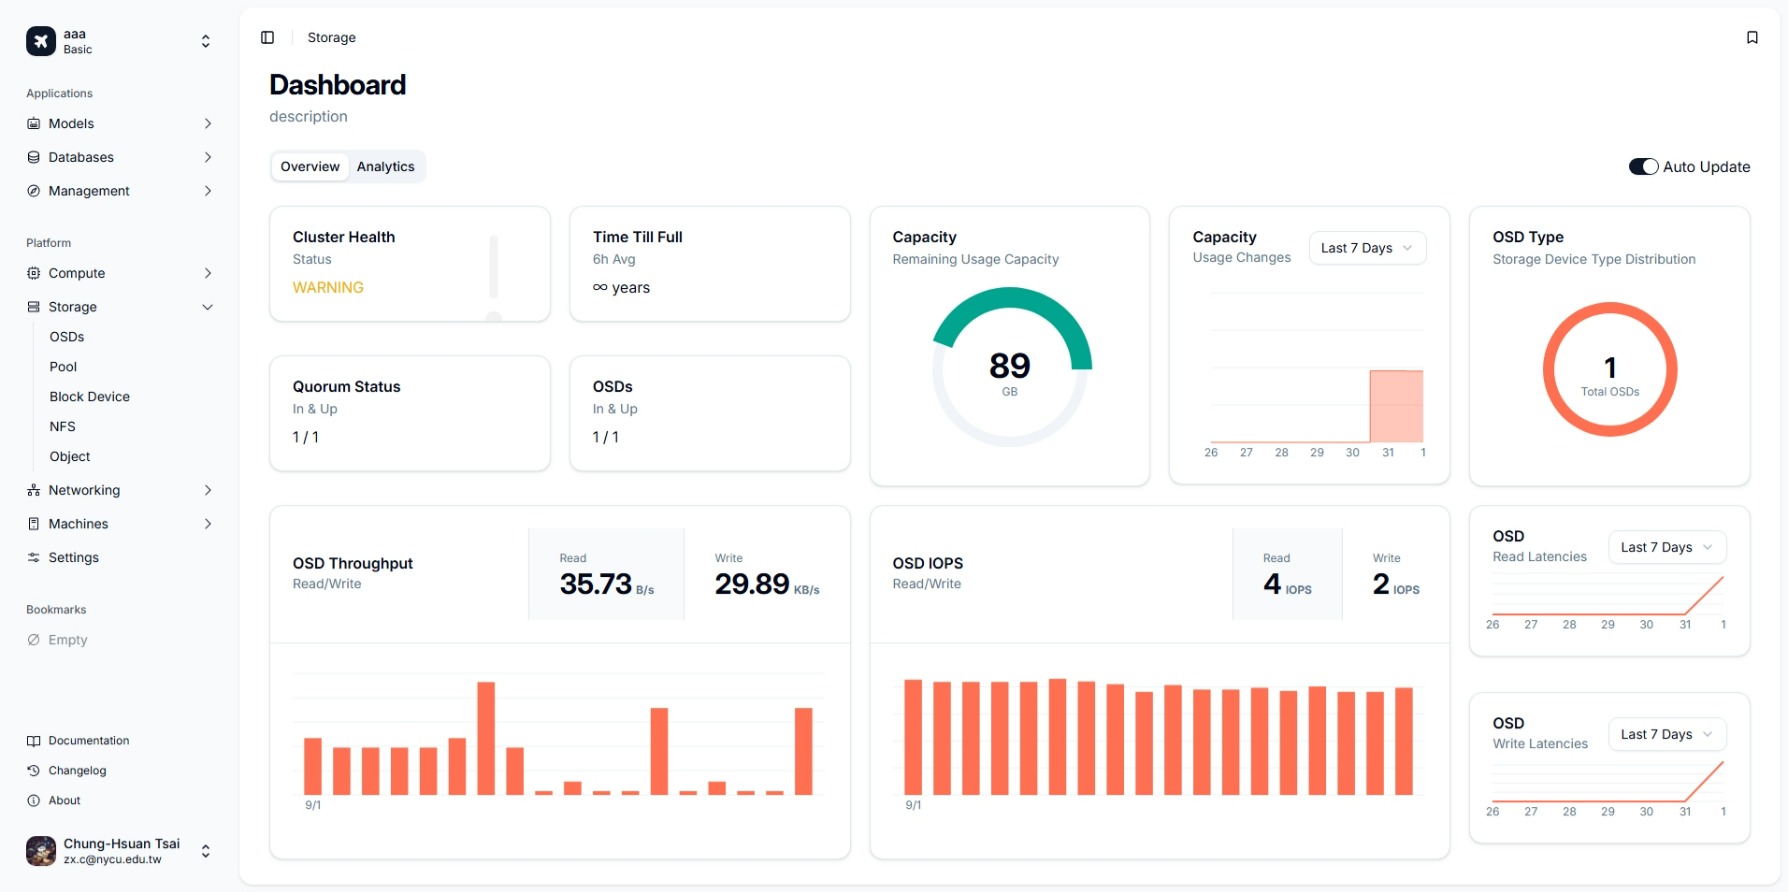 aaa
Basic
Applications
Models
Databases
Management
Platform
Compute
Storage
OSDs
Pool
Block Device
NFS
Object
Networking
Machines
Settings
Bookmarks
Empty
Documentation
Changelog
About
Chung-Hsuan Tsai
zx.c@nycu.edu.tw
Storage
Dashboard
description
Overview Analytics
Auto Update
Cluster Health
Status
WARNING
Time Till Full
6h Avg
∞ years
Quorum Status
In & Up
1 / 1
OSDs
In & Up
1 / 1
Capacity
Remaining Usage Capacity
89
GB
Capacity
Usage Changes
Last 7 Days
26 27 28 29 30 31 1
OSD Type
Storage Device Type Distribution
1
Total OSDs
OSD Throughput
Read/Write
Read
35.73 B/s
Write
29.89 KB/s
9/1
OSD IOPS
Read/Write
Read
4 IOPS
Write
2 IOPS
9/1
OSD
Read Latencies
Last 7 Days
26 27 28 29 30 31 1
OSD
Write Latencies
Last 7 Days
26 27 28 29 30 31 1